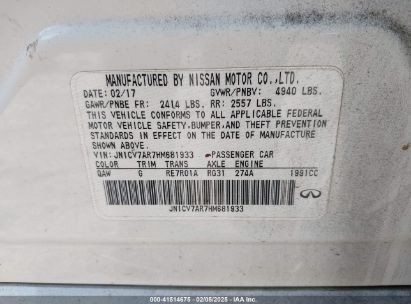 MANUFACTURED BY NISSAN MOTOR CO.,LTD.
DATE: 02/17 GVWR/PNBV: 4940 LBS.
GAWR/PNBE FR: 2414 LBS. RR: 2557 LBS.
THIS VEHICLE CONFORMS TO ALL APPLICABLE FEDERAL
MOTOR VEHICLE SAFETY,BUMPER,AND THEFT PREVENTION
STANDARDS IN EFFECT ON THE DATE OF MANUFACTURE
SHOWN ABOVE.
VIN: JN1CV7AR7HM681933 PASSENGER CAR
COLOR TRIM TRANS AXLE ENGINE
QAW G RE7R01A RG31 274A 1991CC
JN1CV7AR7HM681933
INFINITI
000-41514675 - 02/05/2025 - IAA Inc.